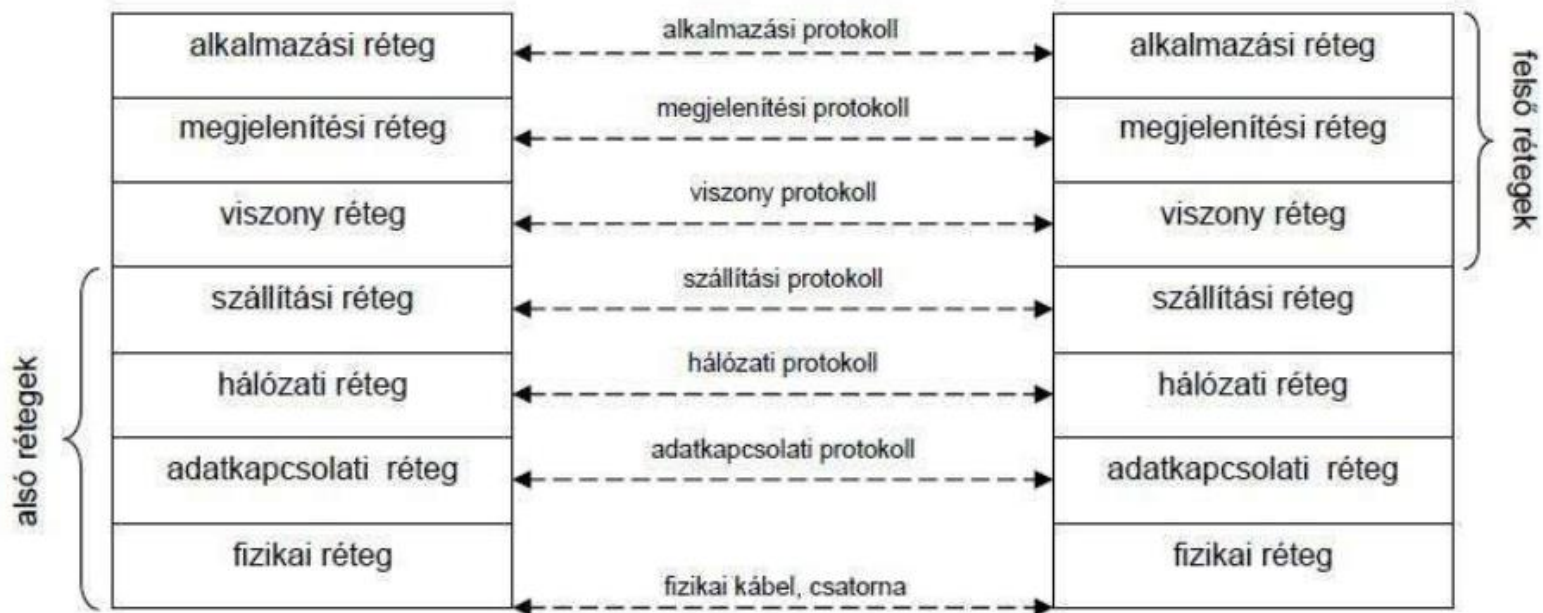 alkalmazási réteg
alkalmazási protokoll
alkalmazási réteg
megjelenítési réteg
megjelenítési protokoll
megjelenítési réteg
viszony réteg
viszony protokoll
viszony réteg
felső rétegek
szállítási réteg
szállítási protokoll
szállítási réteg
hálózati réteg
hálózati protokoll
hálózati réteg
alsó rétegek
adatkapcsolati réteg
adatkapcsolati protokoll
adatkapcsolati réteg
fizikai réteg
fizikai kábel, csatorna
fizikai réteg